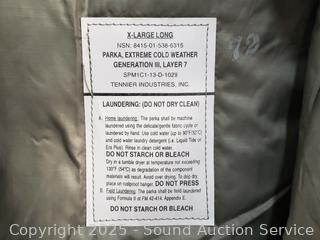 X-LARGE LONG
NSN: 8415-01-538-6315
PARKA, EXTREME COLD WEATHER
GENERATION III, LAYER 7
SPM1C1-13-D-1029
TENNIER INDUSTRIES, INC.
LAUNDERING: (DO NOT DRY CLEAN)
A. Home laundering: The parka shall be machine
laundered using the delicate/gentle fabric cycle or
laundered by hand. Use cold water (up to 90°F/32°C)
and cold water laundry detergent (i.e. Liquid Tide or
Era Plus). Rinse in clean cold water.
DO NOT STARCH OR BLEACH
Dry in a tumble dryer at temperature not exceeding
130°F (54°C) as degradation of the component
materials will result. Avoid over drying. To drip dry,
place on rustproof hanger. DO NOT PRESS
B. Field Laundering: The parka shall be field laundered
using Formula II of FM 42-414, Appendix E.
DO NOT STARCH OR BLEACH
Copyright 2025 - Sound Auction Service